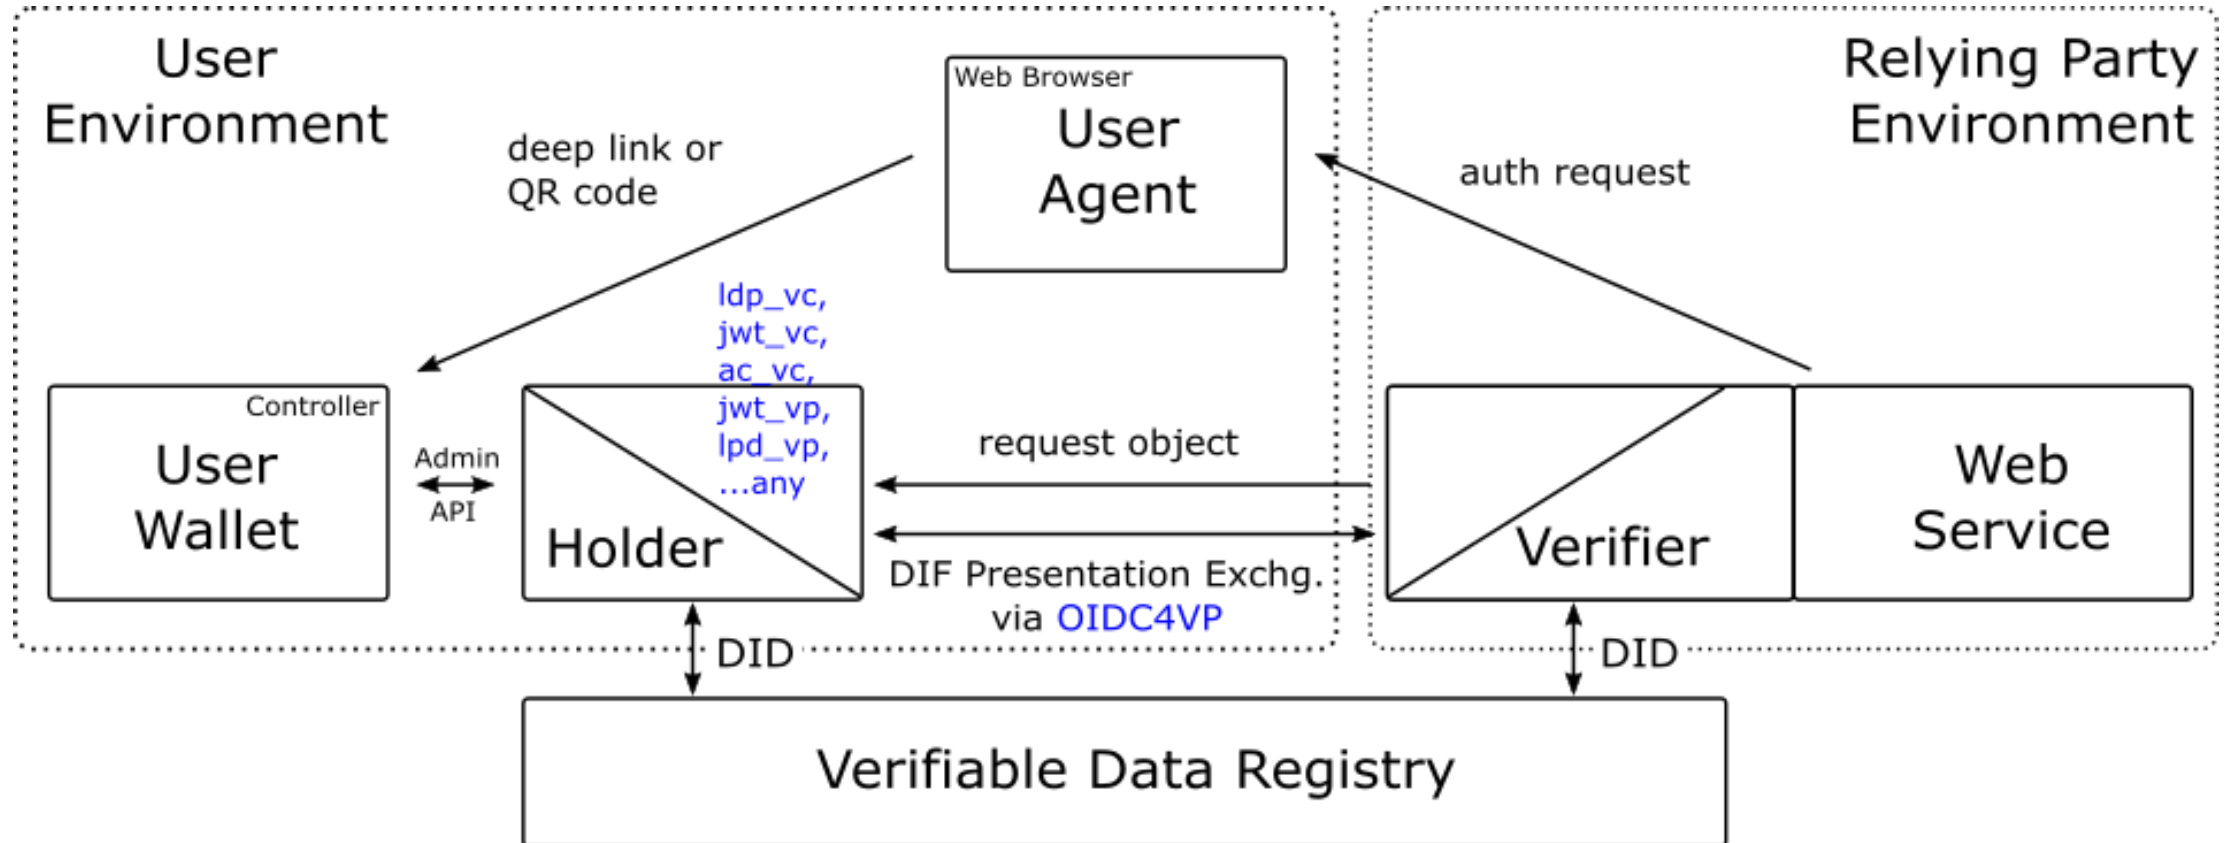 User
Environment
Relying Party
Environment
Web Browser
User
Agent
deep link or
QR code
auth request
ldp_vc,
jwt_vc,
ac_vc,
jwt_vp,
lpd_vp,
...any
Controller
User
Wallet
Admin
API
Holder
request object
DIF Presentation Exchg.
via OIDC4VP
Verifier
Web
Service
DID
DID
Verifiable Data Registry